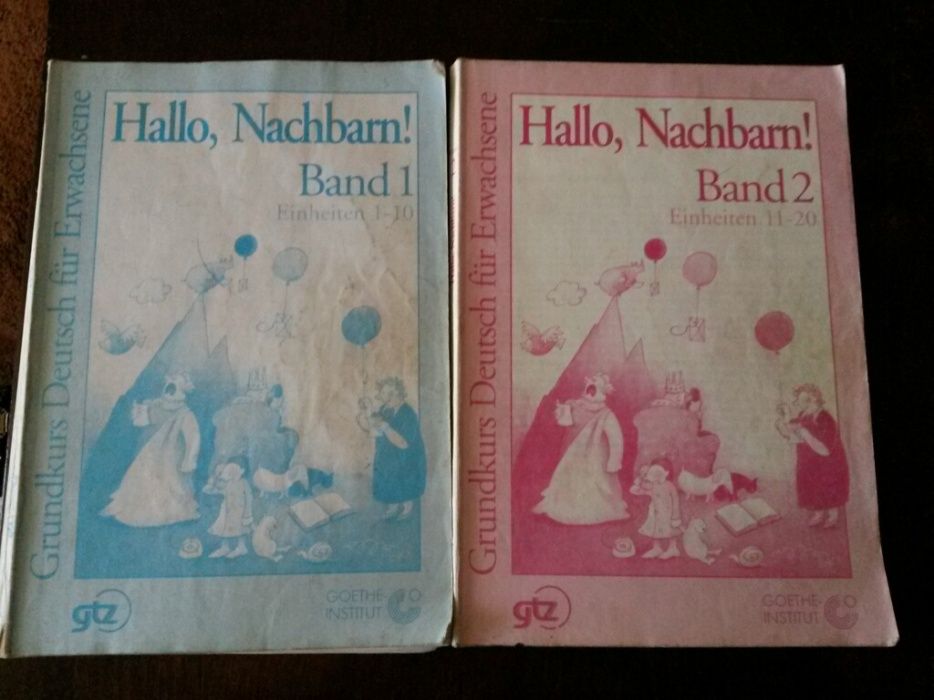 Grundkurs Deutsch für Erwachsene
Hallo, Nachbarn!
Band 1
Einheiten 1-10
gtz
GOETHE-
INSTITUT
Grundkurs Deutsch für Erwachsene
Hallo, Nachbarn!
Band 2
Einheiten 11-20
gtz
GOETHE-
INSTITUT